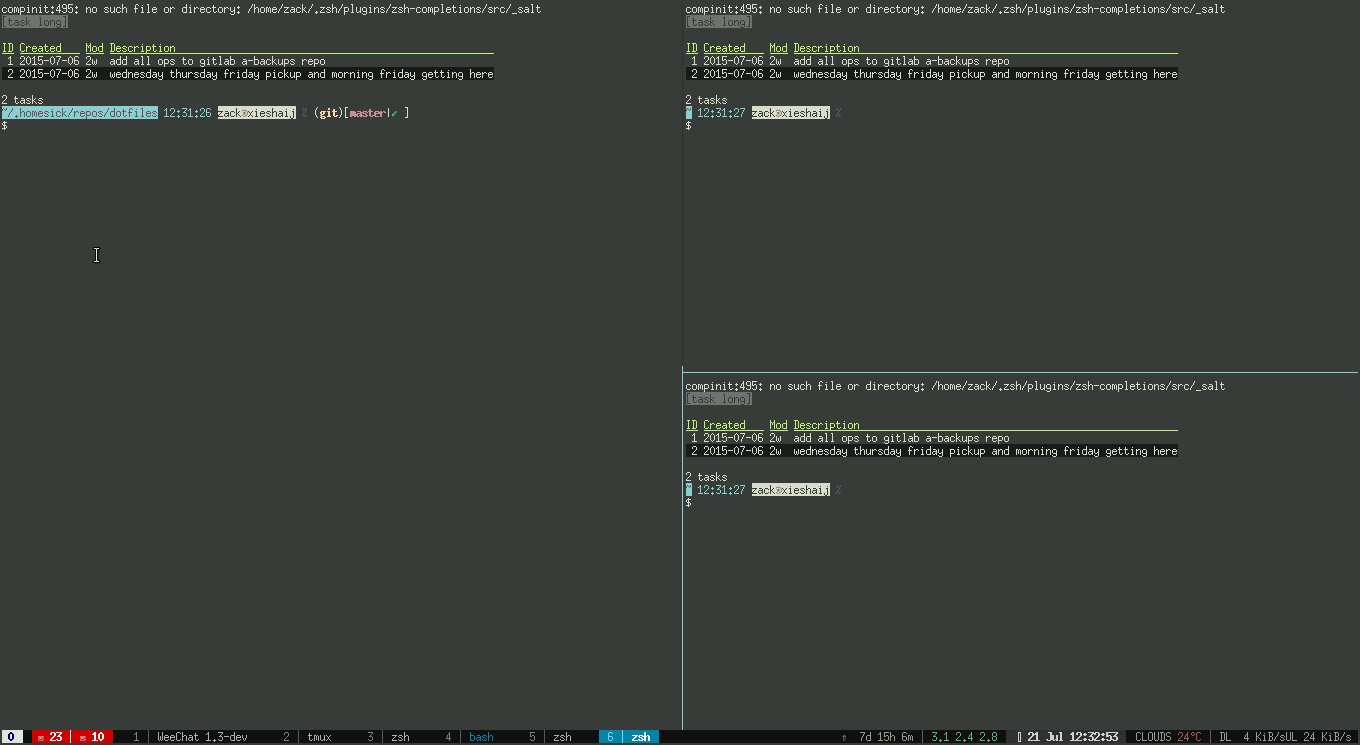 compinit:495: no such file or directory: /home/zack/.zsh/plugins/zsh-completions/src/_salt
[task long]
ID Created Mod Description
1 2015-07-06 2w add all ops to gitlab a-backups repo
2 2015-07-06 2w wednesday thursday friday pickup and morning friday getting here
2 tasks
~/.homesick/repos/dotfiles 12:31:26 zack@xieshaij % (git)[master|✔ ]
$
compinit:495: no such file or directory: /home/zack/.zsh/plugins/zsh-completions/src/_salt
[task long]
ID Created Mod Description
1 2015-07-06 2w add all ops to gitlab a-backups repo
2 2015-07-06 2w wednesday thursday friday pickup and morning friday getting here
2 tasks
~ 12:31:27 zack@xieshaij %
$
compinit:495: no such file or directory: /home/zack/.zsh/plugins/zsh-completions/src/_salt
[task long]
ID Created Mod Description
1 2015-07-06 2w add all ops to gitlab a-backups repo
2 2015-07-06 2w wednesday thursday friday pickup and morning friday getting here
2 tasks
~ 12:31:27 zack@xieshaij %
$
0 ✉ 23 | ✉ 10 1 | WeeChat 1.3-dev 2 | tmux 3 | zsh 4 | bash 5 | zsh 6 | zsh ⇑ 7d 15h 6m | 3.1 2.4 2.8 21 Jul 12:32:53 CLOUDS 24°C | DL 4 KiB/sUL 24 KiB/s